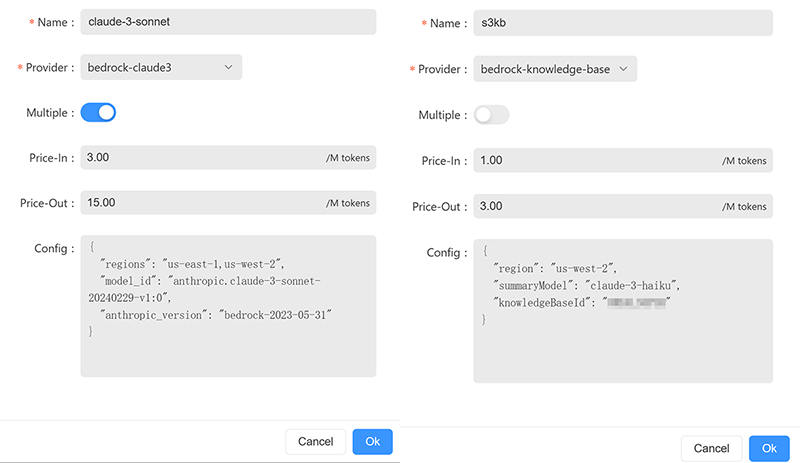 * Name : claude-3-sonnet
* Provider : bedrock-claude3
Multiple :
Price-In : 3.00 /M tokens
Price-Out : 15.00 /M tokens
Config : {
"regions": "us-east-1,us-west-2",
"model_id": "anthropic.claude-3-sonnet-
20240229-v1:0",
"anthropic_version": "bedrock-2023-05-31"
}
Cancel Ok
* Name : s3kb
* Provider : bedrock-knowledge-base
Multiple :
Price-In : 1.00 /M tokens
Price-Out : 3.00 /M tokens
Config : {
"region": "us-west-2",
"summaryModel": "claude-3-haiku",
"knowledgeBaseId": " "
}
Cancel Ok